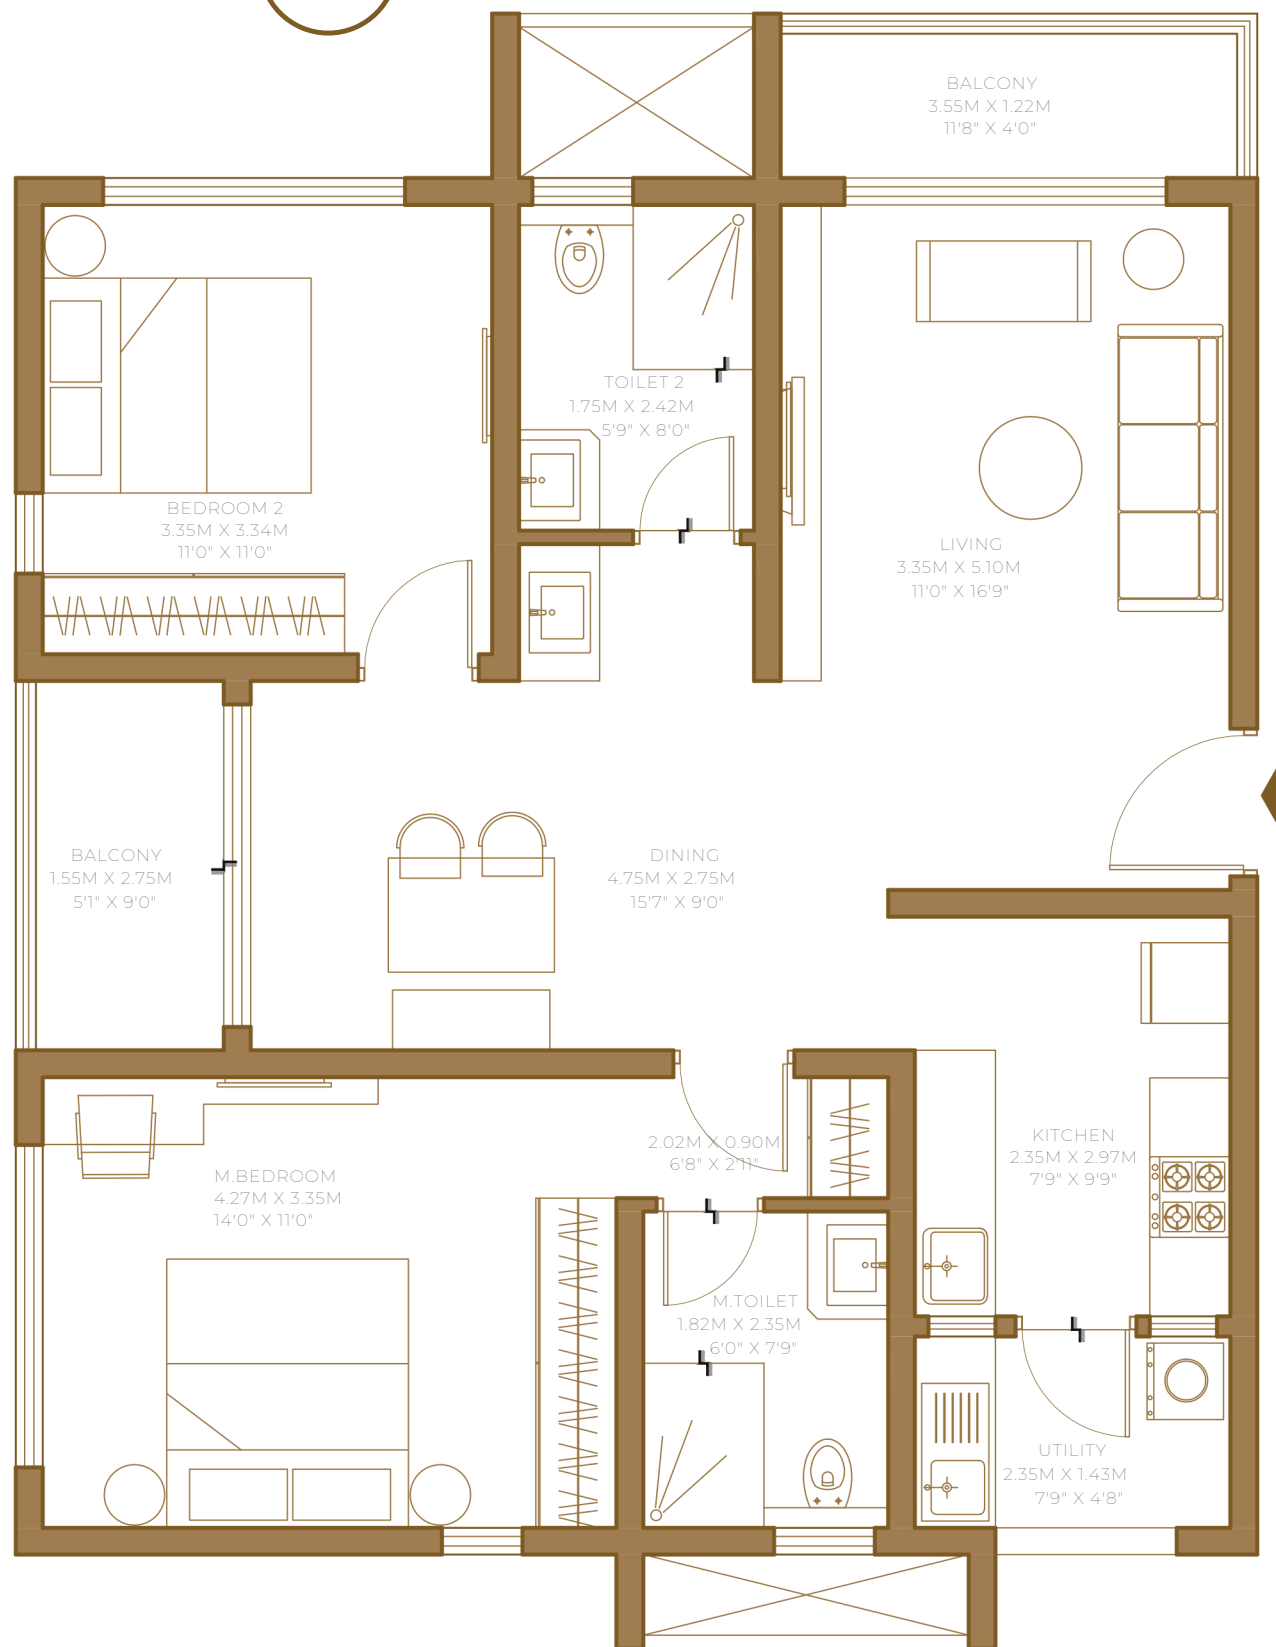 BALCONY
3.55M X 1.22M
11'8" X 4'0"
TOILET 2
1.75M X 2.42M
5'9" X 8'0"
BEDROOM 2
3.35M X 3.34M
11'0" X 11'0"
LIVING
3.35M X 5.10M
11'0" X 16'9"
BALCONY
1.55M X 2.75M
5'1" X 9'0"
DINING
4.75M X 2.75M
15'7" X 9'0"
2.02M X 0.90M
6'8" X 2'11"
KITCHEN
2.35M X 2.97M
7'9" X 9'9"
M.BEDROOM
4.27M X 3.35M
14'0" X 11'0"
M.TOILET
1.82M X 2.35M
6'0" X 7'9"
UTILITY
2.35M X 1.43M
7'9" X 4'8"